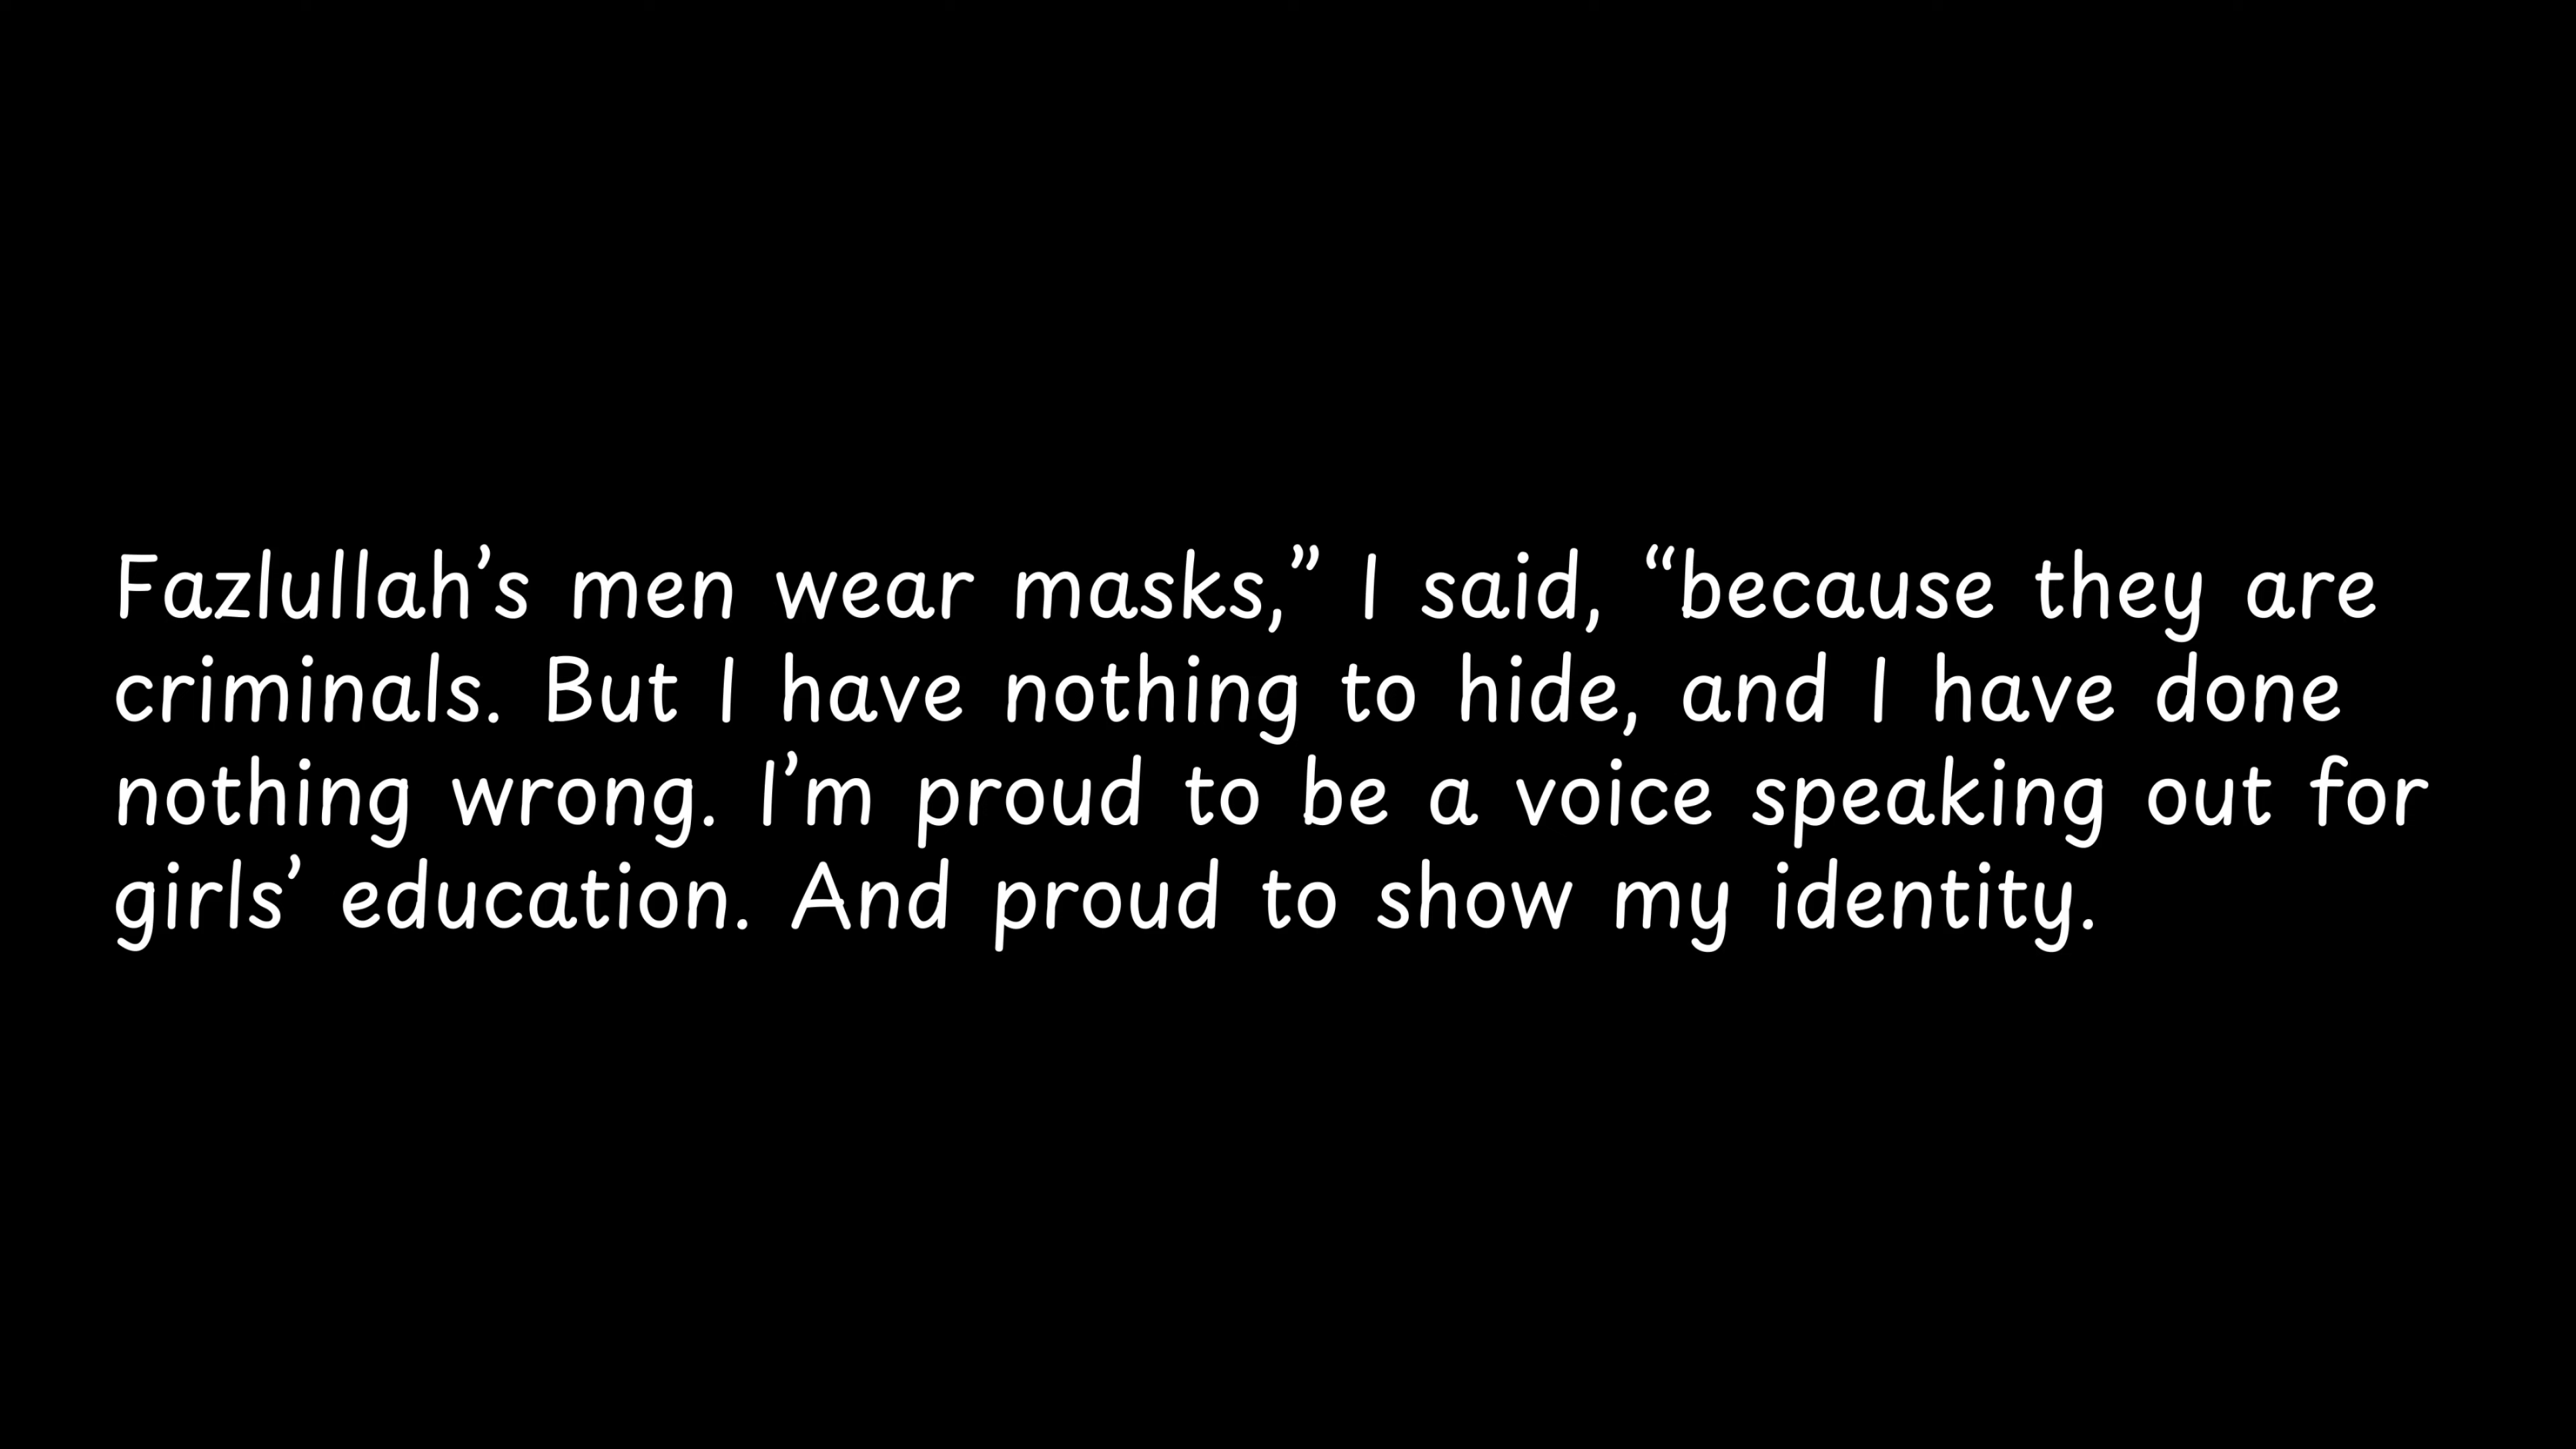 Fazlullah’s men wear masks,” I said, “because they are
criminals. But I have nothing to hide, and I have done
nothing wrong. I’m proud to be a voice speaking out for
girls’ education. And proud to show my identity.